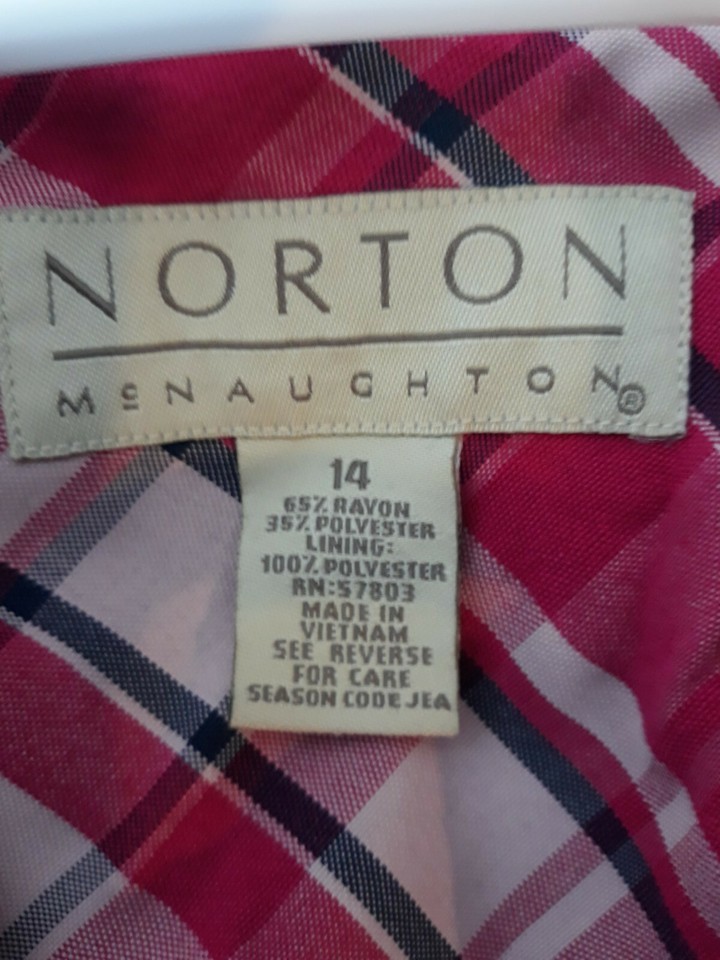 NORTON
McNAUGHTON®
14
65% RAYON
35% POLYESTER
LINING:
100% POLYESTER
RN:57803
MADE IN
VIETNAM
SEE REVERSE
FOR CARE
SEASON CODE JEA